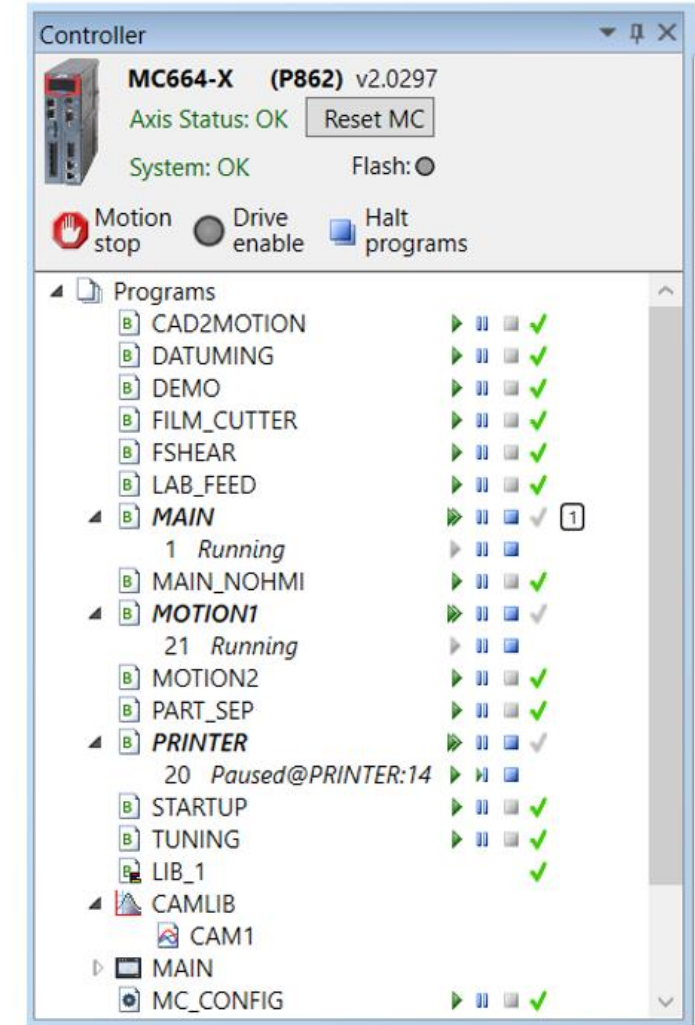 Controller
MC664-X (P862) v2.0297
Axis Status: OK Reset MC
System: OK Flash:
Motion stop
Drive enable
Halt programs
Programs
B CAD2MOTION
B DATUMING
B DEMO
B FILM_CUTTER
B FSHEAR
B LAB_FEED
B MAIN 1
1 Running
B MAIN_NOHMI
B MOTION1
21 Running
B MOTION2
B PART_SEP
B PRINTER
20 Paused@PRINTER:14
B STARTUP
B TUNING
B LIB_1
CAMLIB
CAM1
MAIN
MC_CONFIG